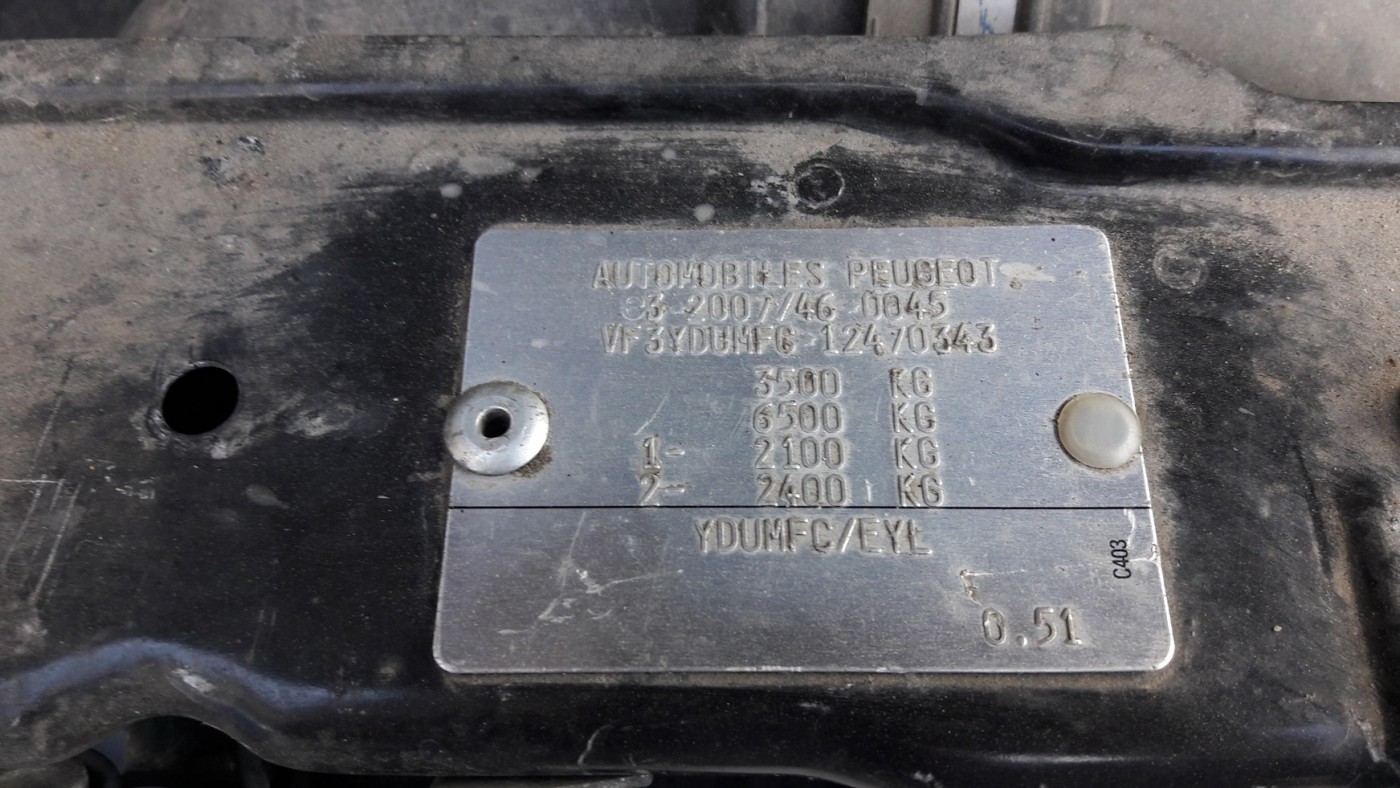 AUTOMOBILES PEUGEOT.
e3 2007/46 0045
VF3YDUMFC 12470343
3500 KG
6500 KG
1- 2100 KG
2- 2400 KG
YDUMFC/EYL
C403
0.51